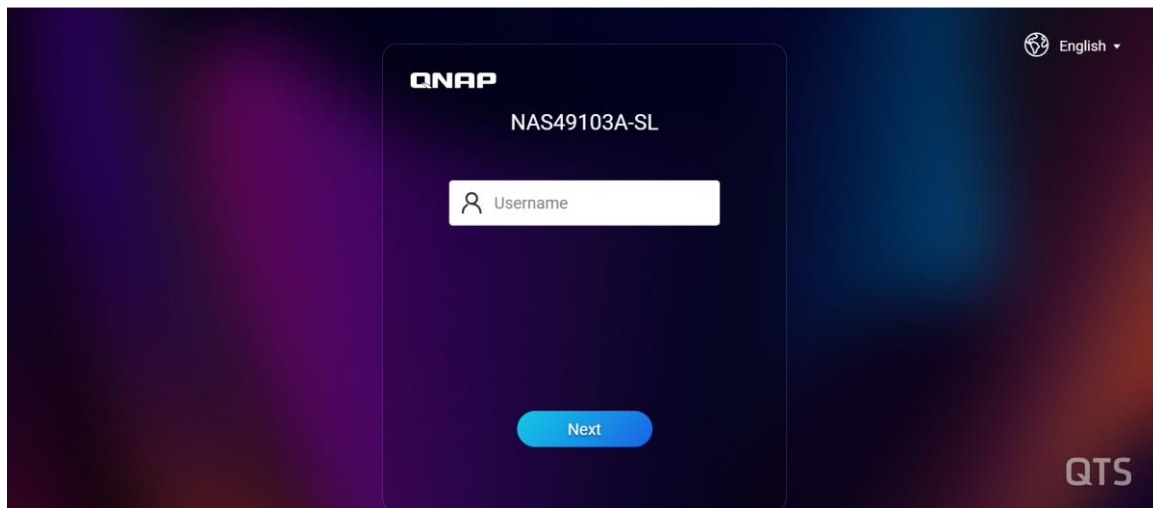 English
QNAP
NAS49103A-SL
Username
Next
QTS